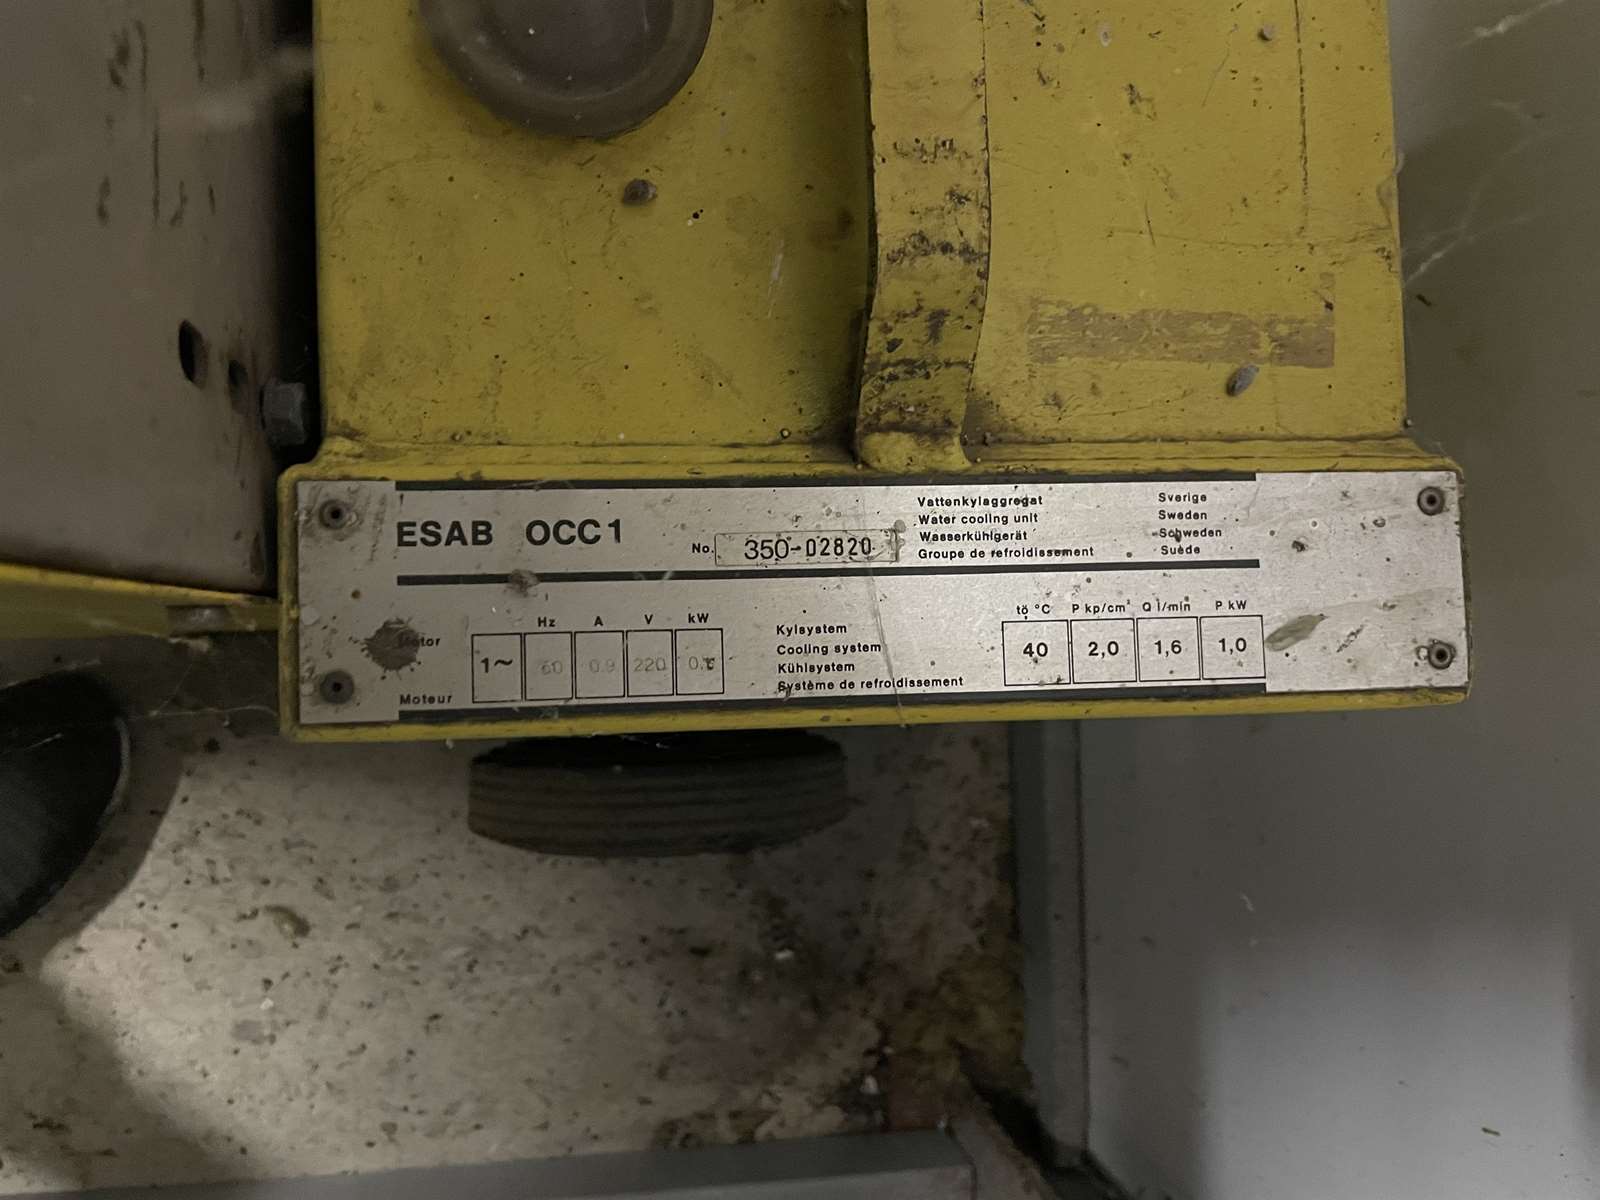 ESAB OCC1
No. 350-02820
Vattenkylaggregat
Water cooling unit
Wasserkühlgerät
Groupe de refroidissement
Sverige
Sweden
Schweden
Suède
Motor
Moteur
Hz A V kW
1~ 60 0.9 220
Kylsystem
Cooling system
Kühlsystem
Système de refroidissement
tö °C P kp/cm² Q l/min P kW
40 2,0 1,6 1,0